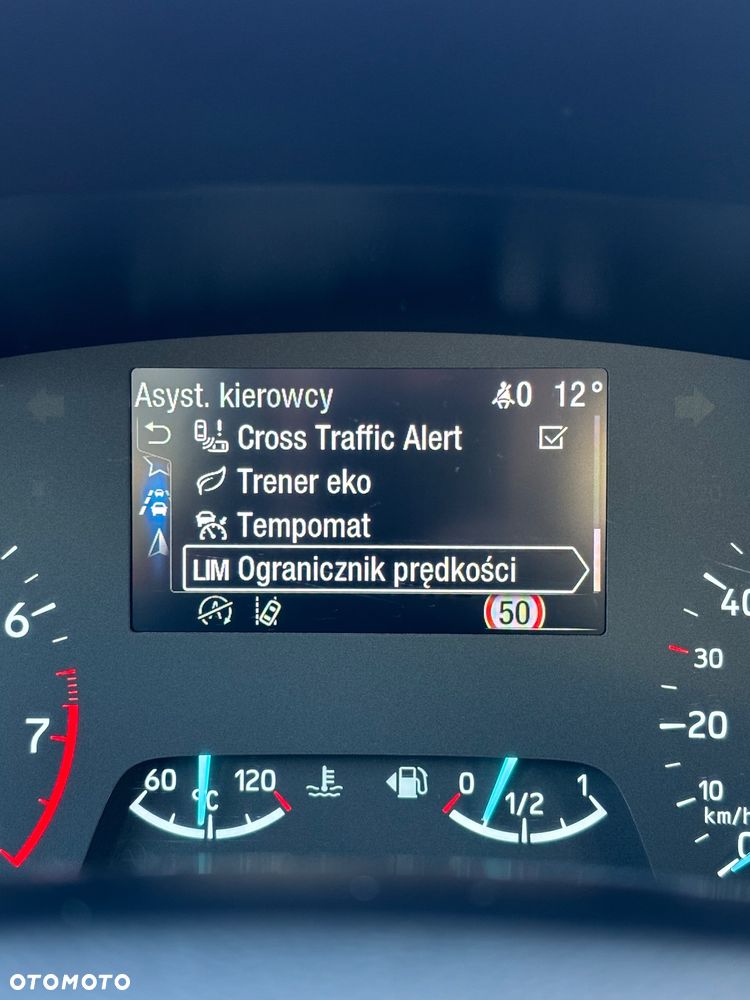 Asyst. kierowcy 0 12°
Cross Traffic Alert
Trener eko
Tempomat
LIM Ogranicznik prędkości
A 50
6
7
40
30
20
10
km/h
0
60 °C 120
0 1/2 1
OTOMOTO